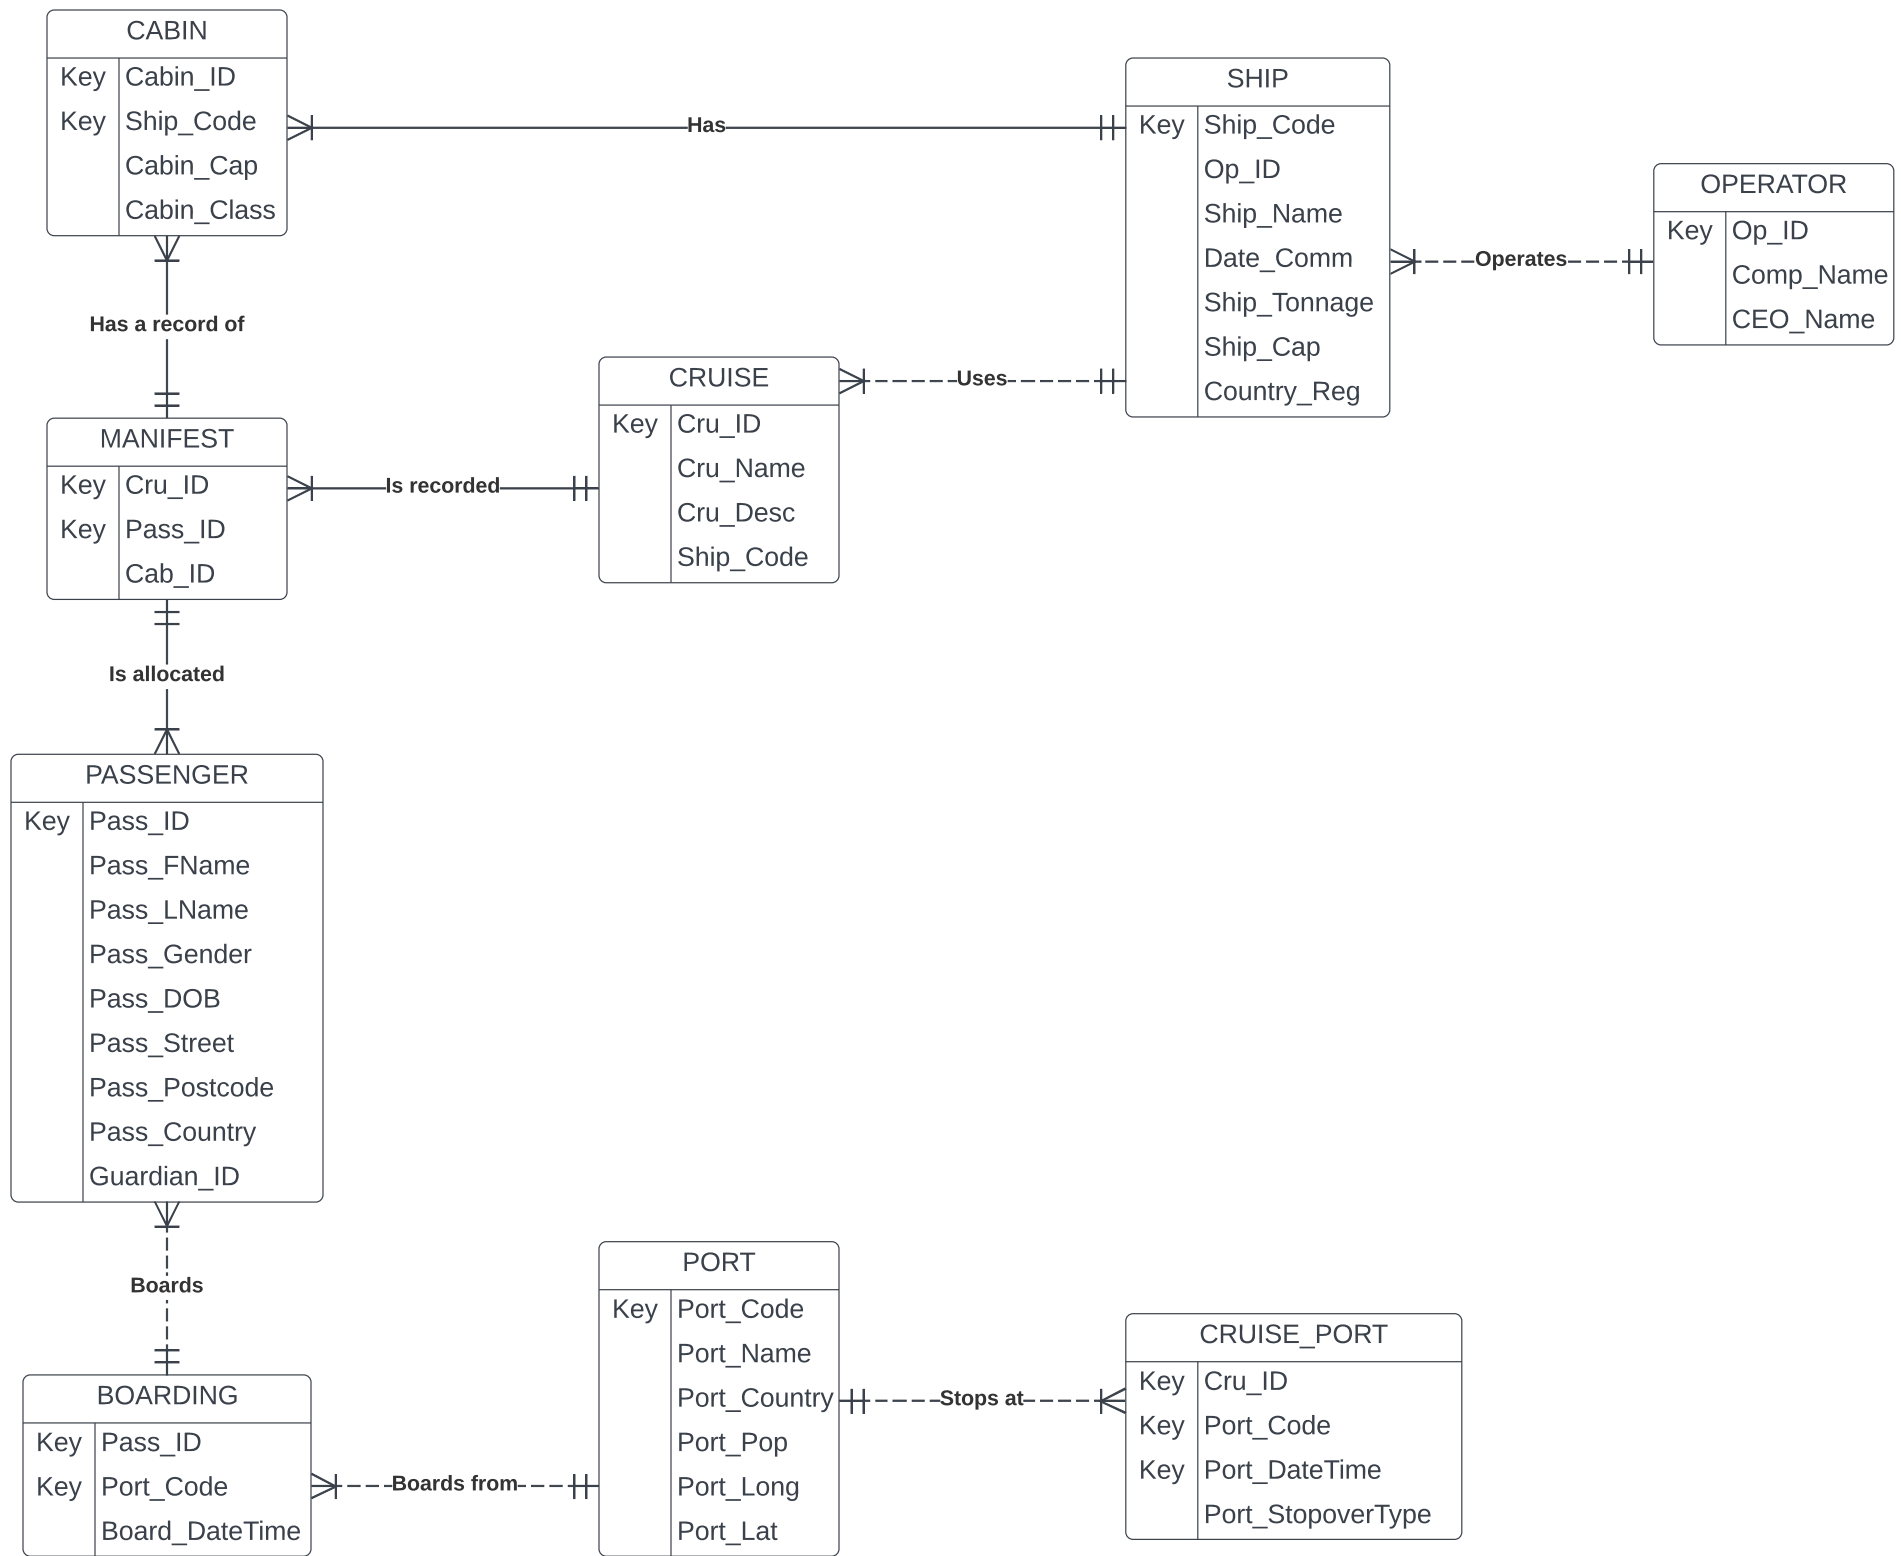 CABIN
Key Cabin_ID
Key Ship_Code
Cabin_Cap
Cabin_Class
Has
SHIP
Key Ship_Code
Op_ID
Ship_Name
Date_Comm
Ship_Tonnage
Ship_Cap
Country_Reg
Operates
OPERATOR
Key Op_ID
Comp_Name
CEO_Name
Has a record of
MANIFEST
Key Cru_ID
Key Pass_ID
Cab_ID
Is recorded
CRUISE
Key Cru_ID
Cru_Name
Cru_Desc
Ship_Code
Uses
Is allocated
PASSENGER
Key Pass_ID
Pass_FName
Pass_LName
Pass_Gender
Pass_DOB
Pass_Street
Pass_Postcode
Pass_Country
Guardian_ID
Boards
BOARDING
Key Pass_ID
Key Port_Code
Board_DateTime
Boards from
PORT
Key Port_Code
Port_Name
Port_Country
Port_Pop
Port_Long
Port_Lat
Stops at
CRUISE_PORT
Key Cru_ID
Key Port_Code
Key Port_DateTime
Port_StopoverType